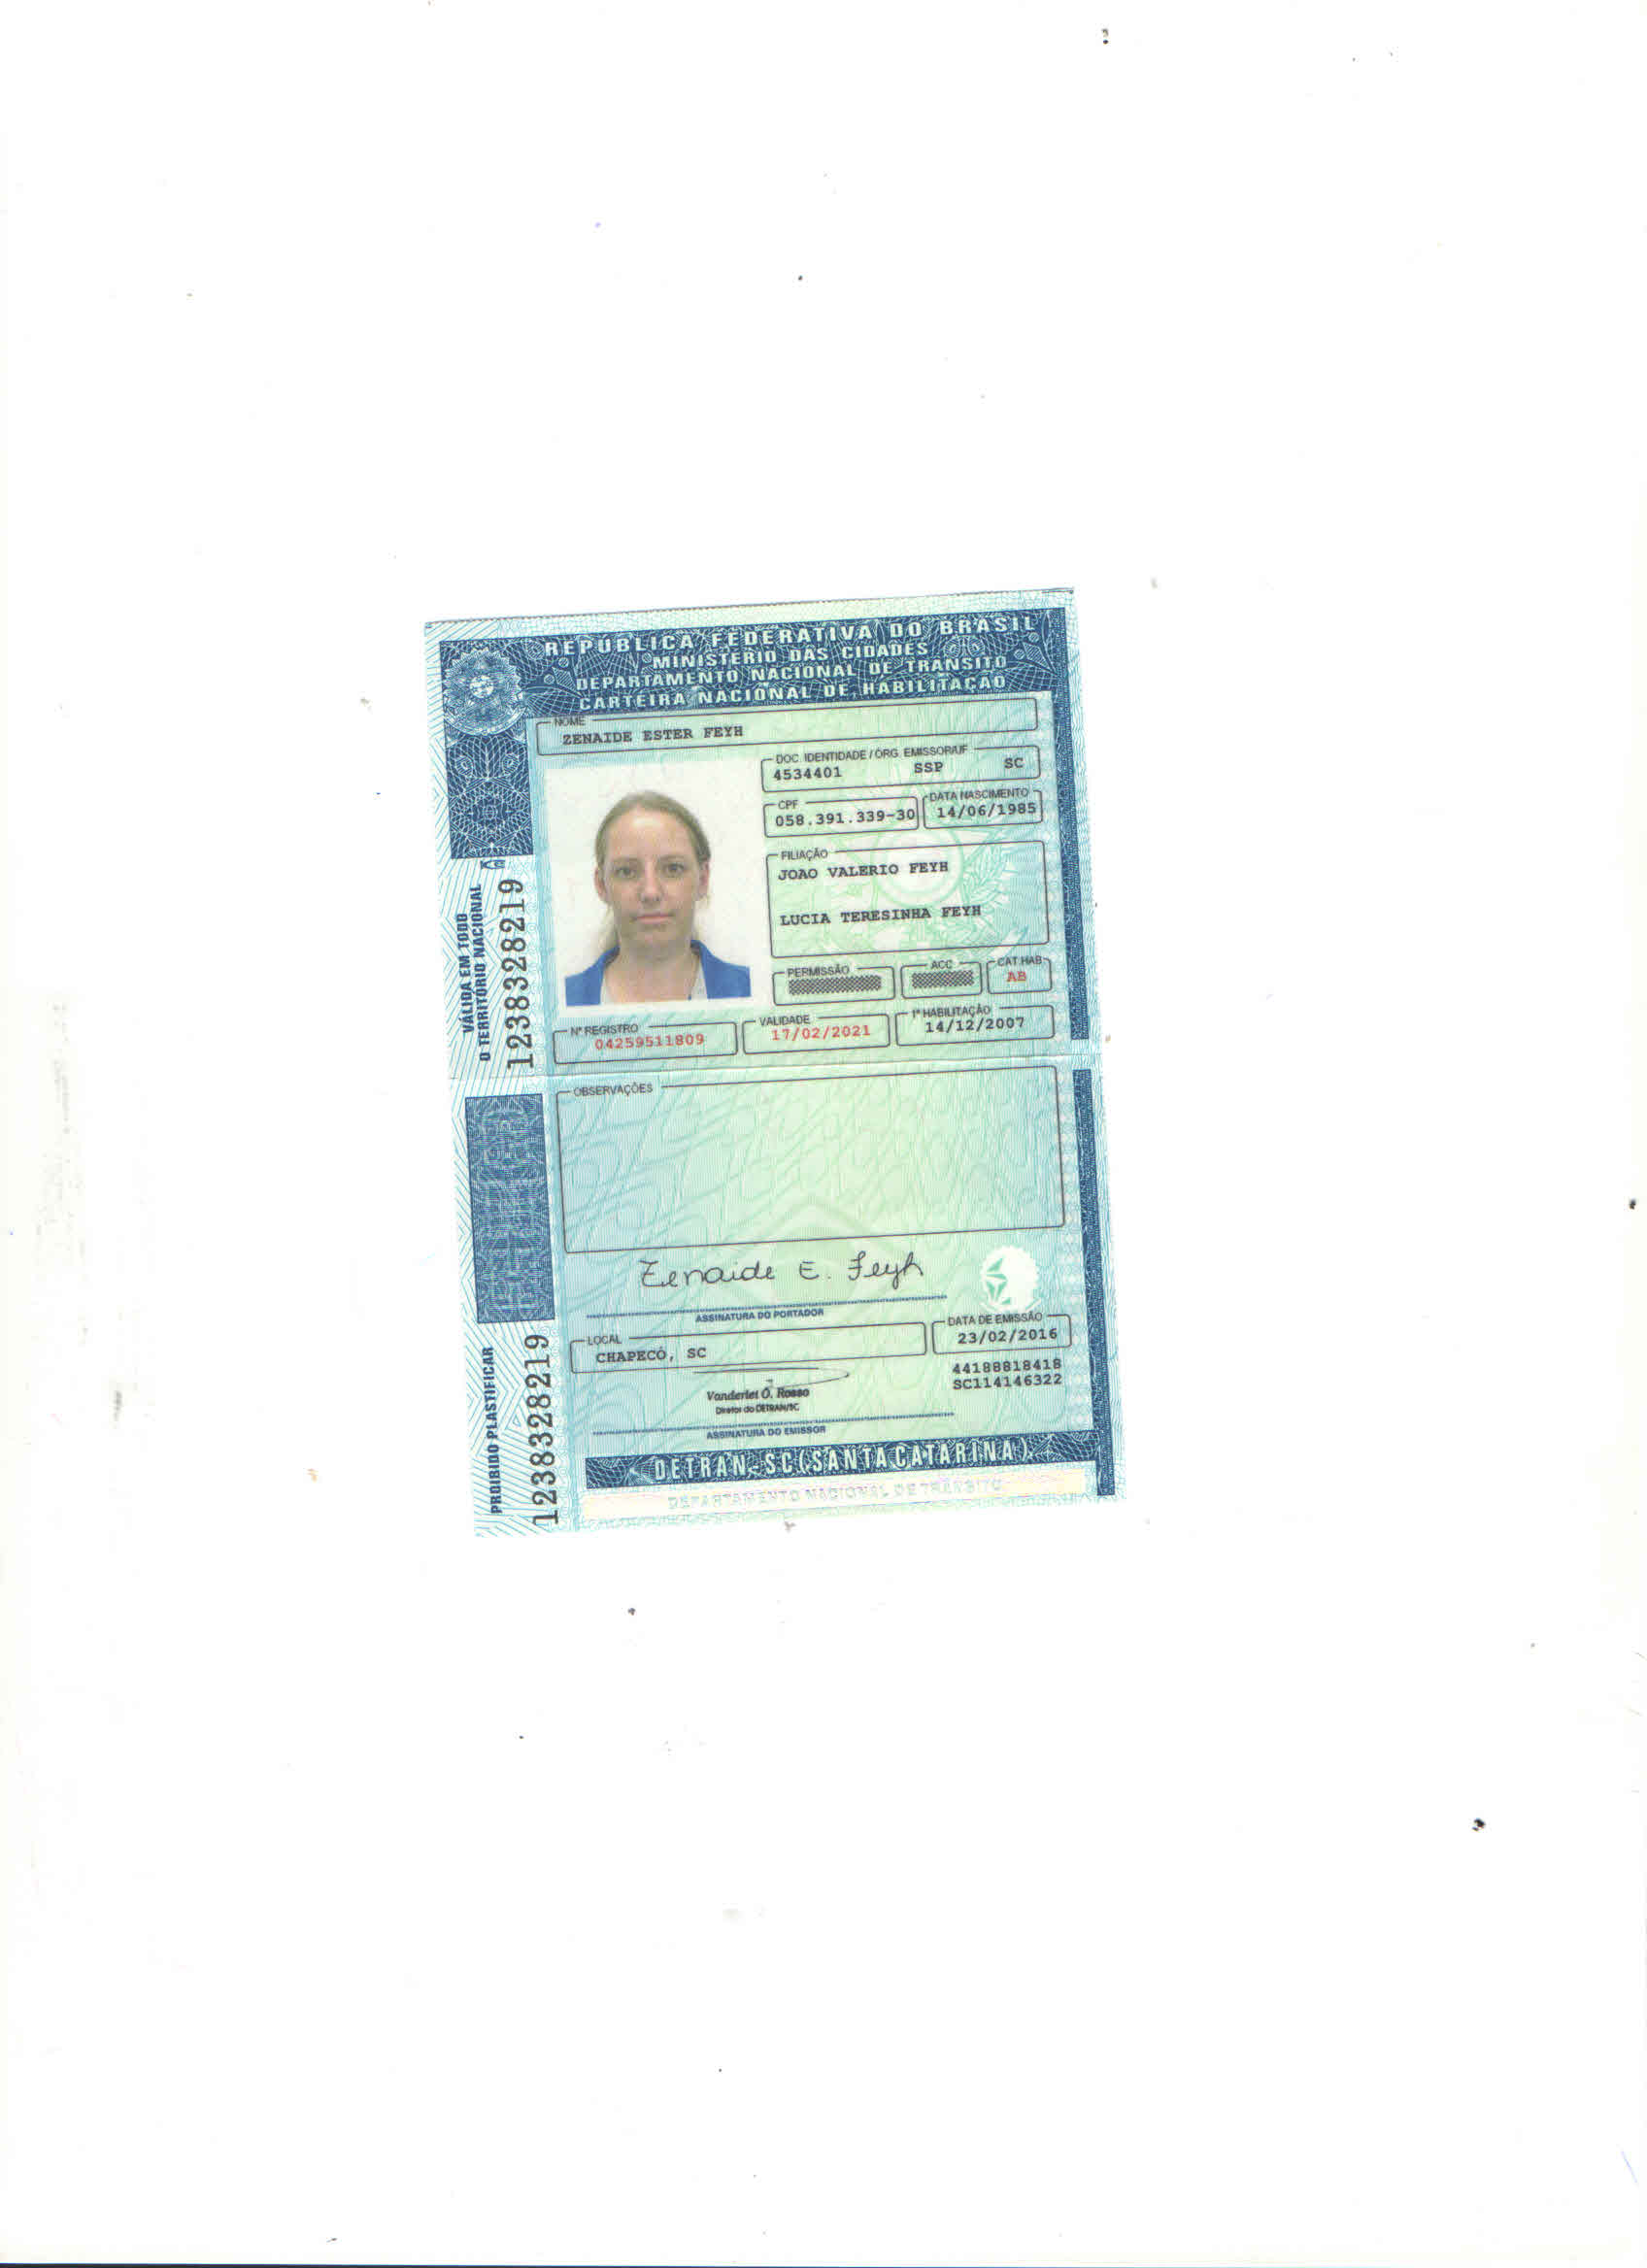 REPÚBLICA FEDERATIVA DO BRASIL
MINISTÉRIO DAS CIDADES
DEPARTAMENTO NACIONAL DE TRÂNSITO
CARTEIRA NACIONAL DE HABILITAÇÃO
NOME
ZENAIDE ESTER FEYH
DOC. IDENTIDADE / ÓRG. EMISSOR/UF
4534401 SSP SC
CPF DATA NASCIMENTO
058.391.339-30 14/06/1985
FILIAÇÃO
JOAO VALERIO FEYH
LUCIA TERESINHA FEYH
PERMISSÃO ACC CAT.HAB.
AB
Nº REGISTRO VALIDADE 1ª HABILITAÇÃO
04259511809 17/02/2021 14/12/2007
VÁLIDA EM TODO
O TERRITÓRIO NACIONAL
1238328219
OBSERVAÇÕES
Zenaide E. Feyh
ASSINATURA DO PORTADOR
LOCAL DATA DE EMISSÃO
CHAPECÓ, SC 23/02/2016
44188818418
SC114146322
Vanderlei O. Rosso
Diretor do DETRAN/SC
ASSINATURA DO EMISSOR
PROIBIDO PLASTIFICAR
1238328219
DETRAN-SC (SANTA CATARINA)
DEPARTAMENTO NACIONAL DE TRÂNSITO